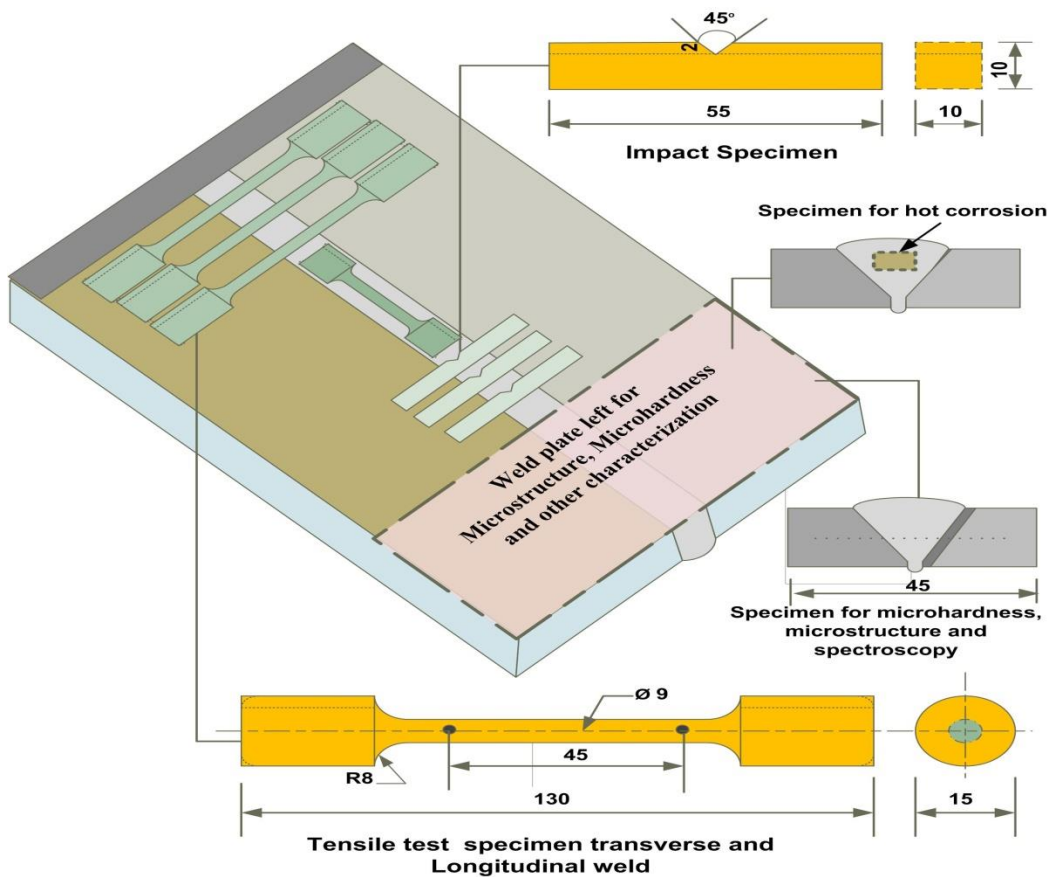 45°
2
10
55
10
Impact Specimen
Specimen for hot corrosion
Weld plate left for
Microstructure, Microhardness
and other characterization
45
Specimen for microhardness,
microstructure and
spectroscopy
Ø 9
R8
45
130
15
Tensile test specimen transverse and
Longitudinal weld